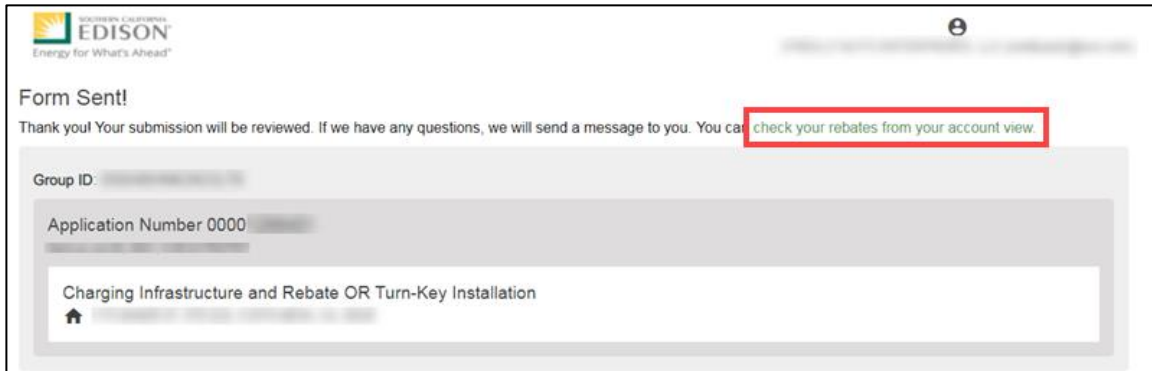 SOUTHERN CALIFORNIA
EDISON
Energy for What's Ahead
Form Sent!
Thank you! Your submission will be reviewed. If we have any questions, we will send a message to you. You can check your rebates from your account view.
Group ID:
Application Number 0000
Charging Infrastructure and Rebate OR Turn-Key Installation